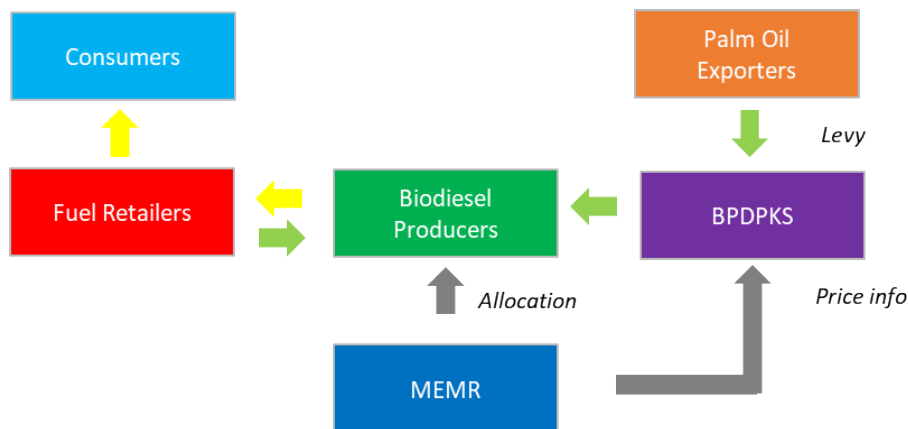 Consumers
Palm Oil
Exporters
Levy
Fuel Retailers
Biodiesel
Producers
BPDPKS
Allocation
Price info
MEMR